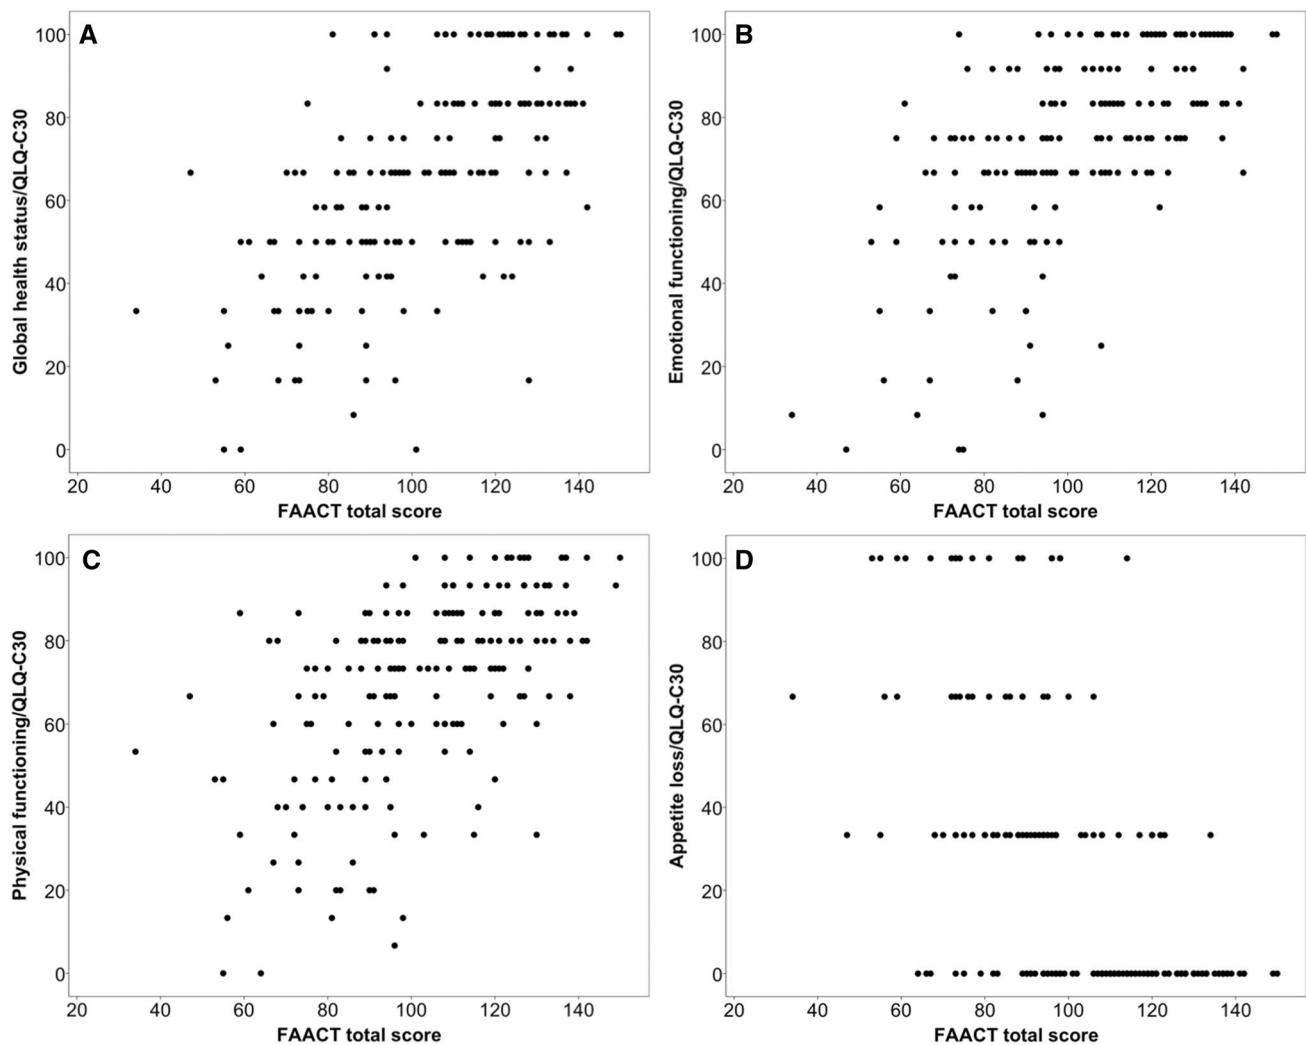 A
100
80
60
40
20
0
Global health status/QLQ-C30
20 40 60 80 100 120 140
FAACT total score
B
100
80
60
40
20
0
Emotional functioning/QLQ-C30
20 40 60 80 100 120 140
FAACT total score
C
100
80
60
40
20
0
Physical functioning/QLQ-C30
20 40 60 80 100 120 140
FAACT total score
D
100
80
60
40
20
0
Appetite loss/QLQ-C30
20 40 60 80 100 120 140
FAACT total score